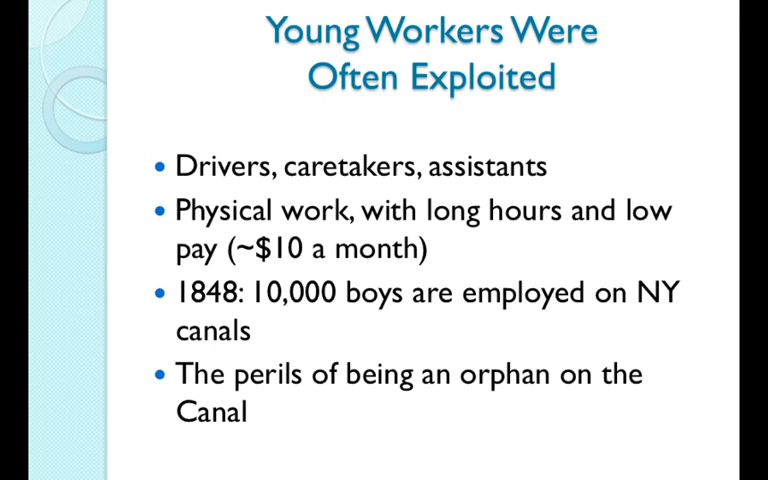 Young Workers Were
Often Exploited
• Drivers, caretakers, assistants
• Physical work, with long hours and low
pay (~$10 a month)
• 1848: 10,000 boys are employed on NY
canals
• The perils of being an orphan on the
Canal